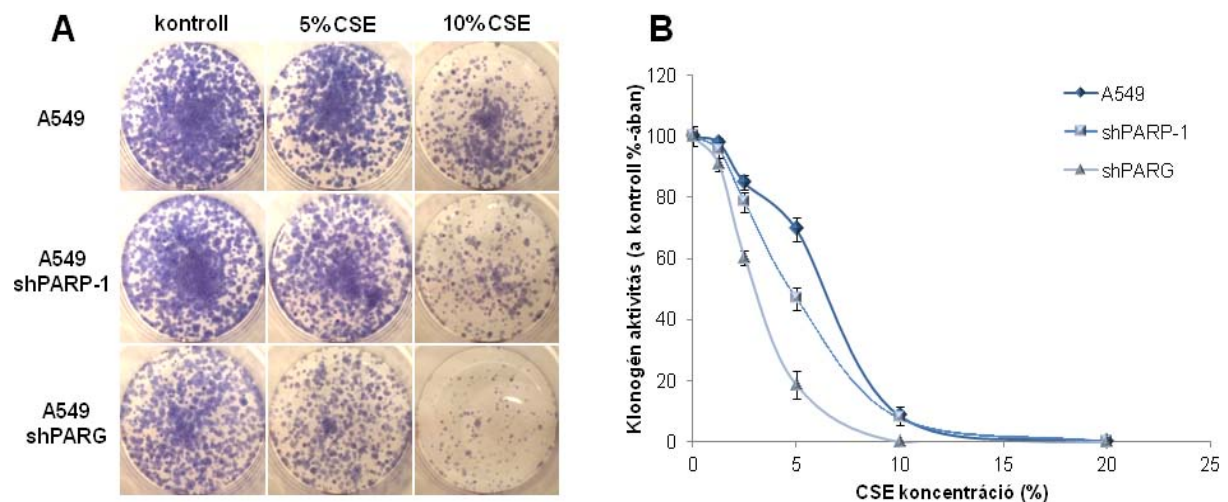 A
kontroll
5% CSE
10% CSE
A549
A549
shPARP-1
A549
shPARG
B
Klonogén aktivitás (a kontroll %-ában)
120
100
80
60
40
20
0
0
5
10
15
20
25
CSE koncentráció (%)
A549
shPARP-1
shPARG